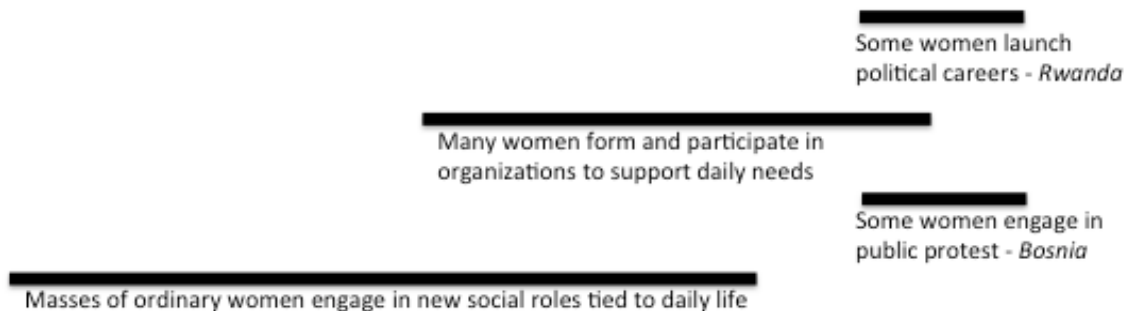 Some women launch
political careers - Rwanda
Many women form and participate in
organizations to support daily needs
Some women engage in
public protest - Bosnia
Masses of ordinary women engage in new social roles tied to daily life